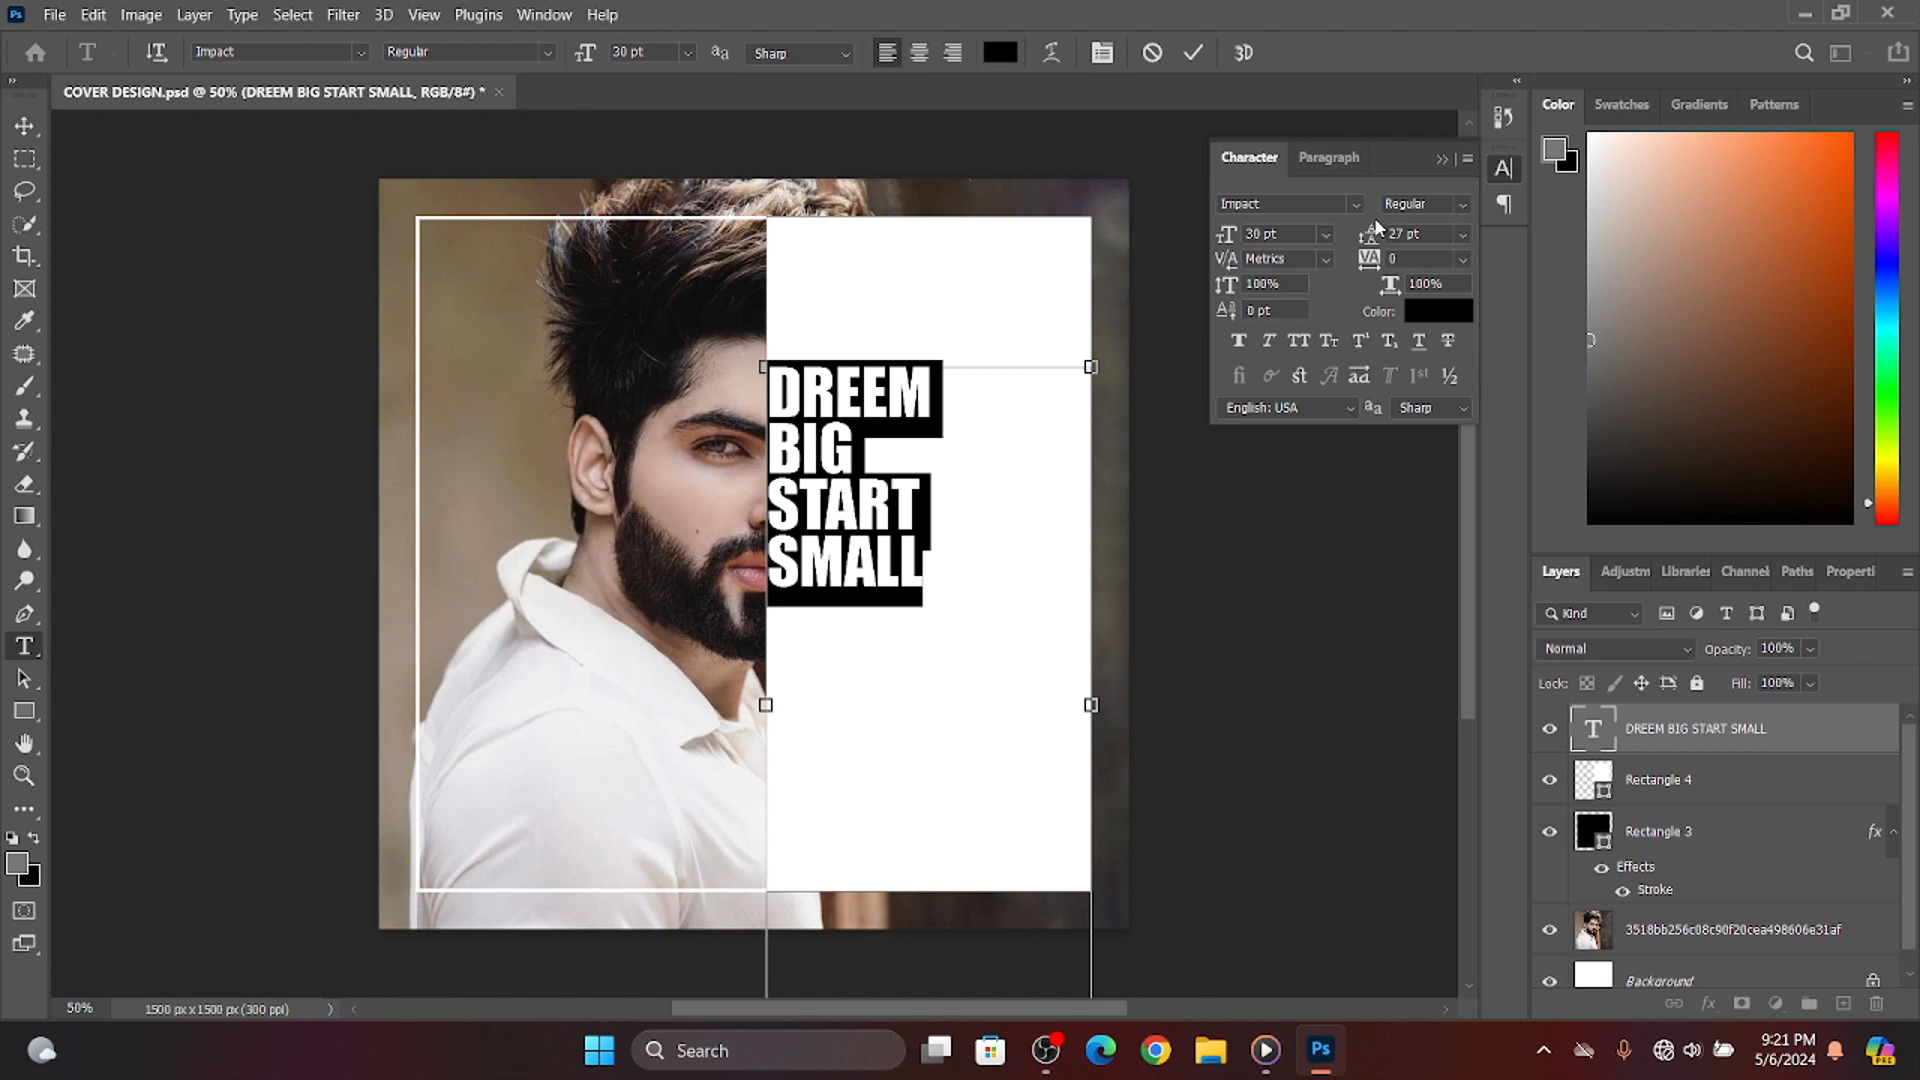 Ps File Edit Image Layer Type Select Filter 3D View Plugins Window Help
Impact Regular 30 pt Sharp 3D
COVER DESIGN.psd @ 50% (DREEM BIG START SMALL, RGB/8#) *
Color Swatches Gradients Patterns
Character Paragraph
Impact Regular
30 pt 27 pt
Metrics 0
100% 100%
0 pt Color:
English: USA Sharp
DREEM
BIG
START
SMALL
Layers Adjustm Libraries Channel Paths Properti
Kind
Normal Opacity: 100%
Lock: Fill: 100%
DREEM BIG START SMALL
Rectangle 4
Rectangle 3 fx
Effects
Stroke
3518bb256c08c90f20cea498606e31af
Background
50% 1500 px x 1500 px (300 ppi)
Search
Ps
9:21 PM
5/6/2024
PRE